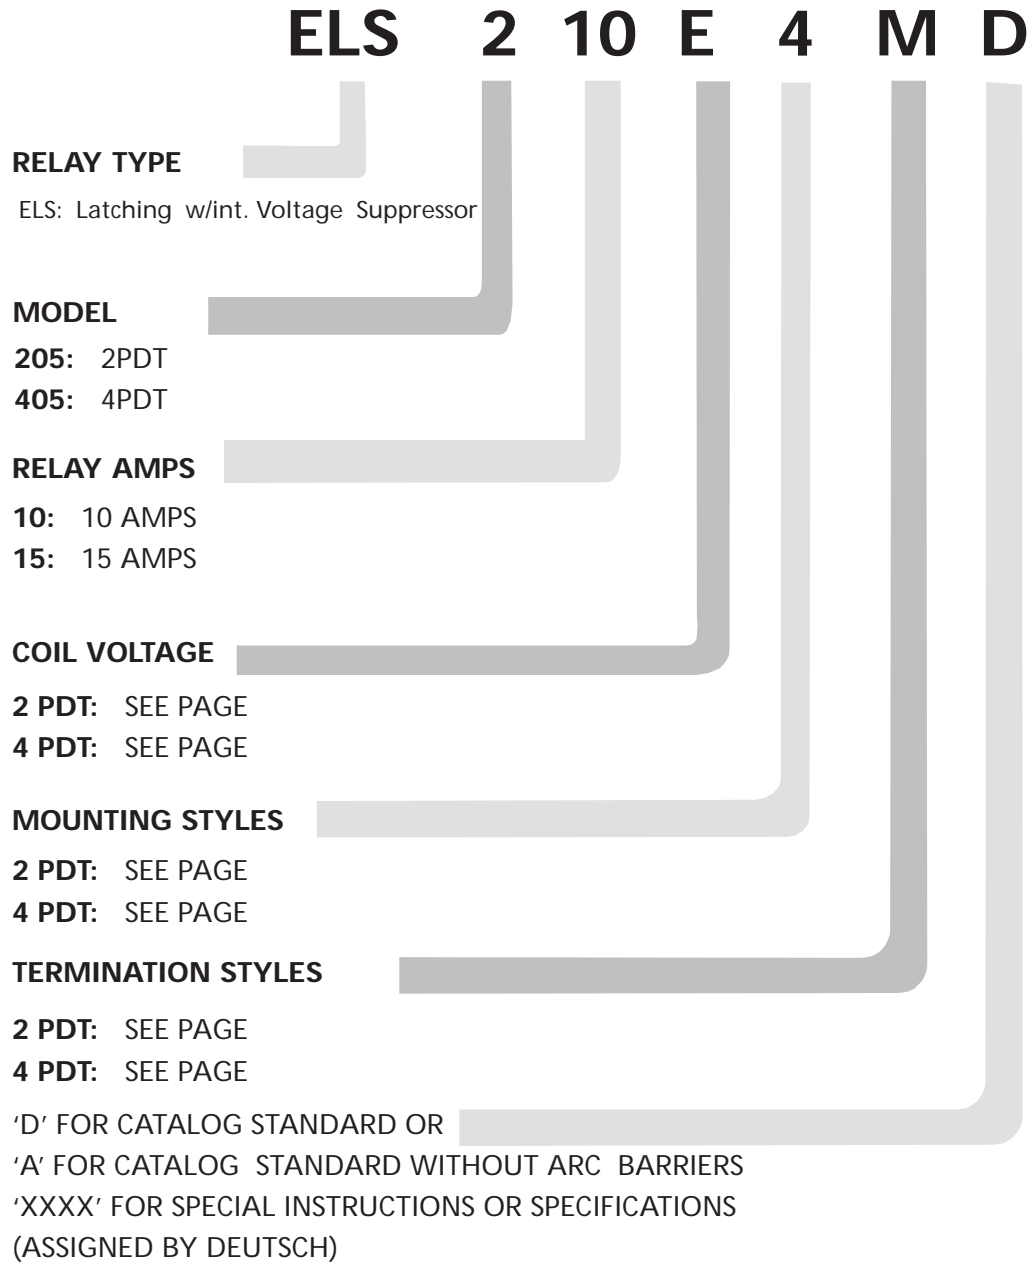 ELS 2 10 E 4 M D
RELAY TYPE
ELS: Latching w/int. Voltage Suppressor
MODEL
205: 2PDT
405: 4PDT
RELAY AMPS
10: 10 AMPS
15: 15 AMPS
COIL VOLTAGE
2 PDT: SEE PAGE
4 PDT: SEE PAGE
MOUNTING STYLES
2 PDT: SEE PAGE
4 PDT: SEE PAGE
TERMINATION STYLES
2 PDT: SEE PAGE
4 PDT: SEE PAGE
‘D’ FOR CATALOG STANDARD OR
‘A’ FOR CATALOG STANDARD WITHOUT ARC BARRIERS
‘XXXX’ FOR SPECIAL INSTRUCTIONS OR SPECIFICATIONS
(ASSIGNED BY DEUTSCH)